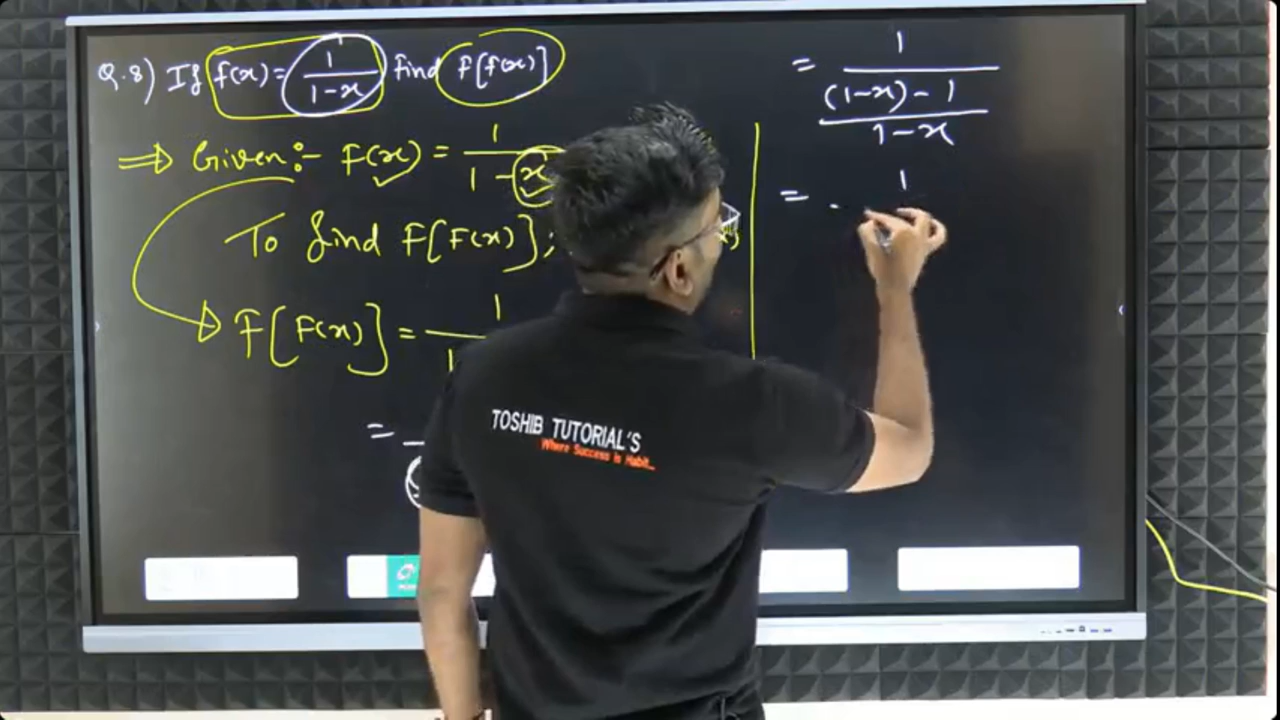 Q.8) If f(x) = 1/(1-x) find f[f(x)]
⇒ Given:- f(x) = 1/(1-x
To find f[f(x)];
f[f(x)] = 1/1
=
= 1/(((1-x) - 1)/(1-x))
= 1
TOSHIB TUTORIAL'S
Where Success is Habit...